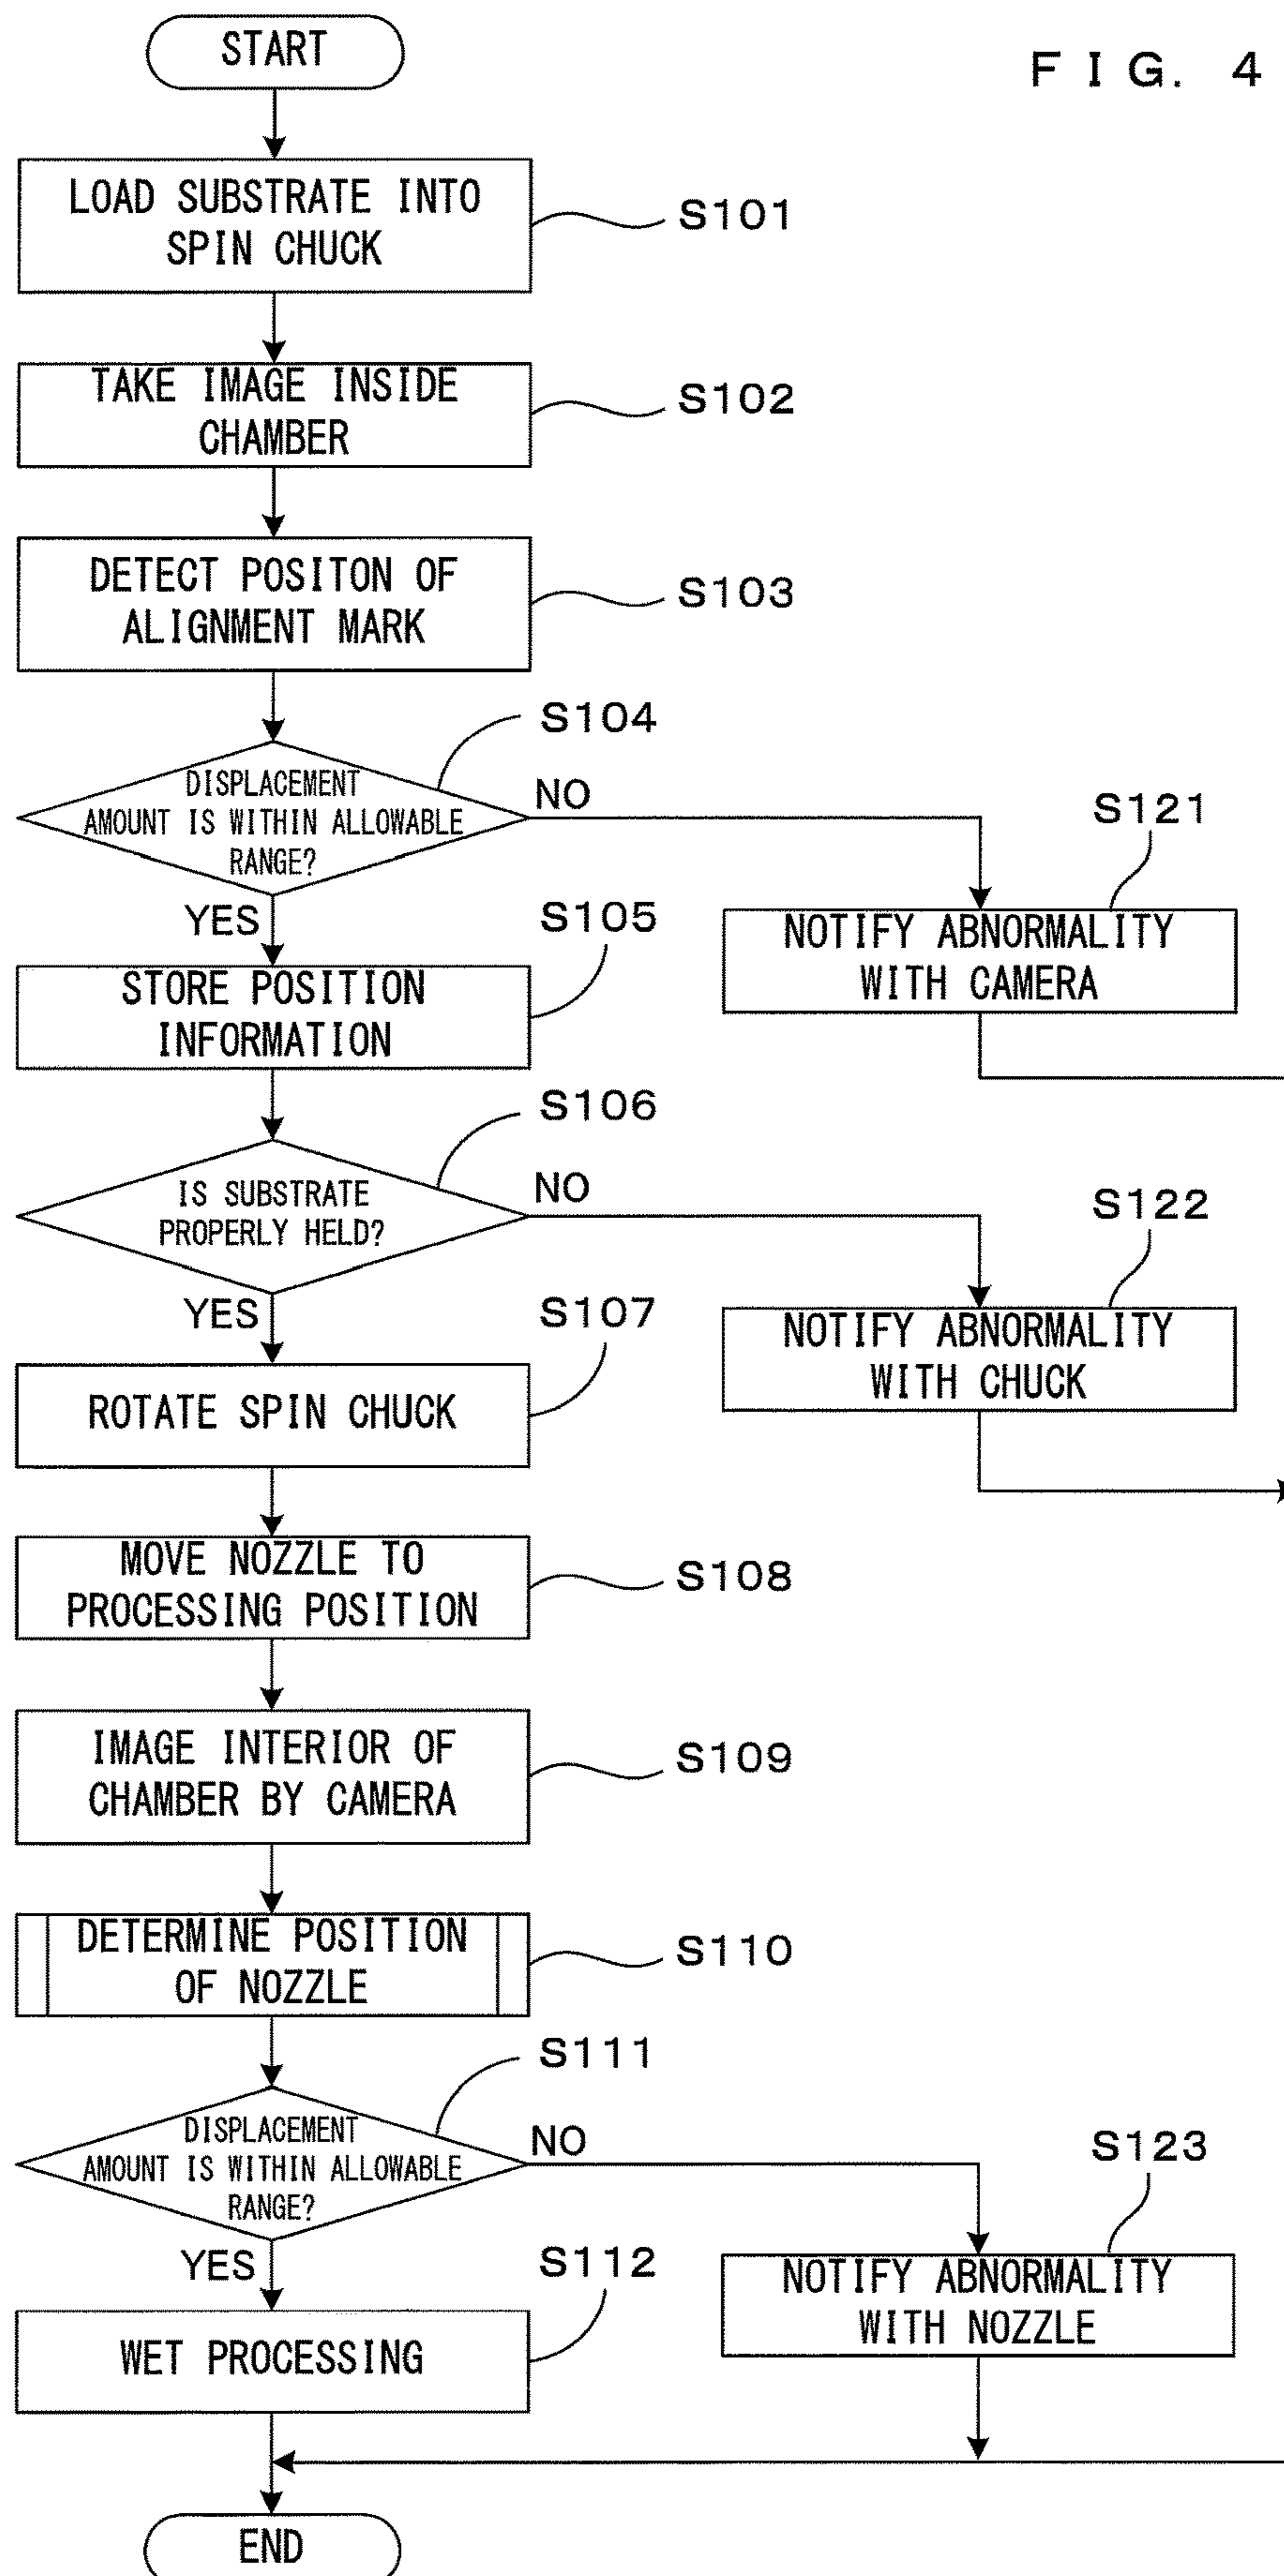 START
FIG. 4
LOAD SUBSTRATE INTO
SPIN CHUCK
S101
TAKE IMAGE INSIDE
CHAMBER
S102
DETECT POSITON OF
ALIGNMENT MARK
S103
S104
DISPLACEMENT
AMOUNT IS WITHIN ALLOWABLE
RANGE?
NO
YES
S121
NOTIFY ABNORMALITY
WITH CAMERA
S105
STORE POSITION
INFORMATION
S106
IS SUBSTRATE
PROPERLY HELD?
NO
YES
S122
NOTIFY ABNORMALITY
WITH CHUCK
S107
ROTATE SPIN CHUCK
MOVE NOZZLE TO
PROCESSING POSITION
S108
IMAGE INTERIOR OF
CHAMBER BY CAMERA
S109
DETERMINE POSITION
OF NOZZLE
S110
S111
DISPLACEMENT
AMOUNT IS WITHIN ALLOWABLE
RANGE?
NO
YES
S123
NOTIFY ABNORMALITY
WITH NOZZLE
S112
WET PROCESSING
END